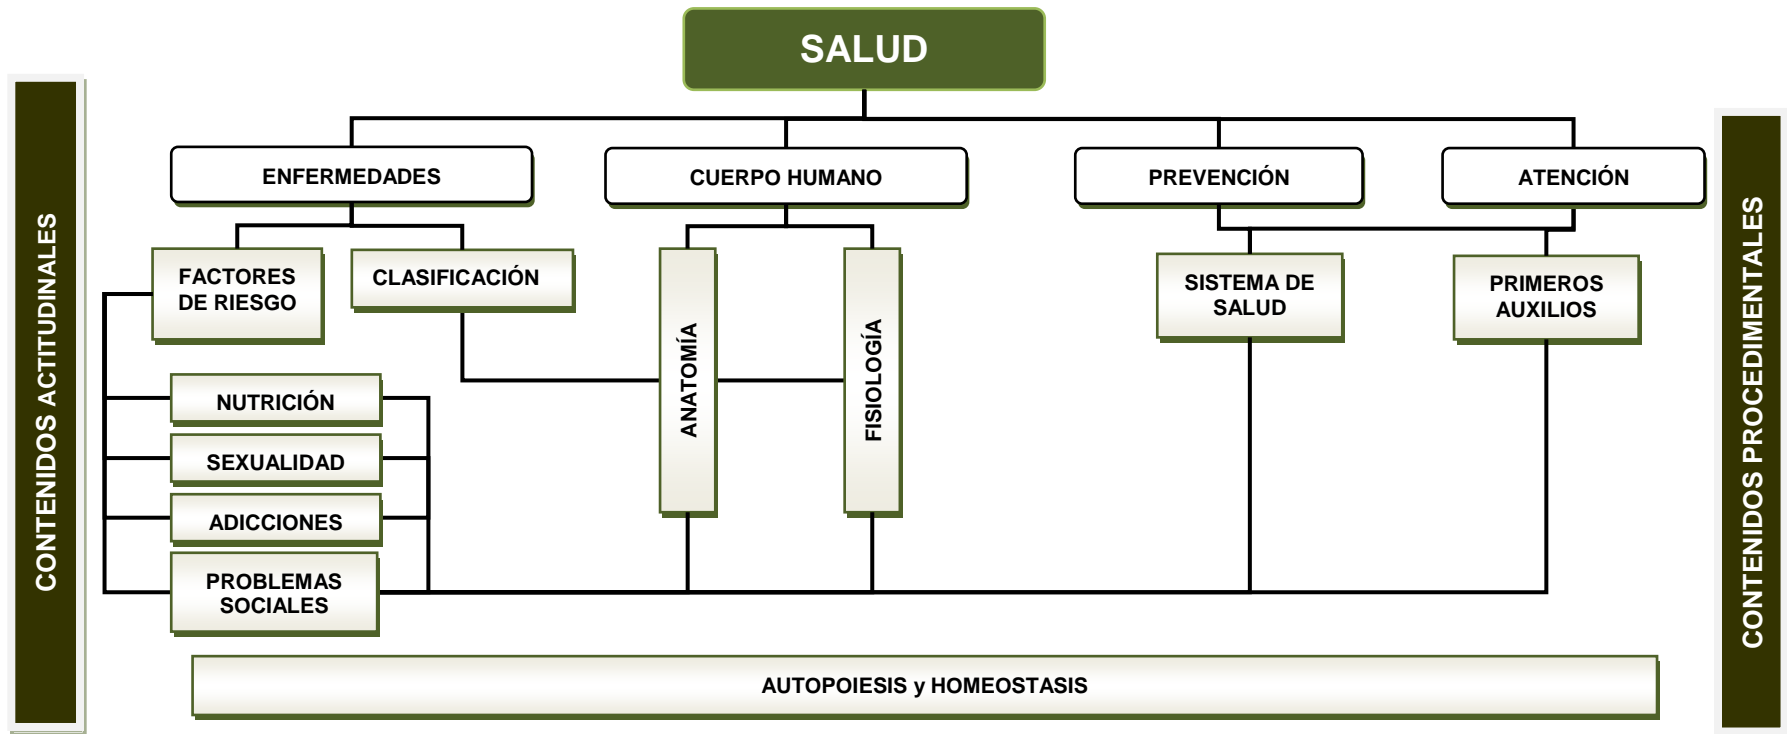 SALUD
CONTENIDOS ACTITUDINALES
ENFERMEDADES
CUERPO HUMANO
PREVENCIÓN
ATENCIÓN
CONTENIDOS PROCEDIMENTALES
FACTORES
DE RIESGO
CLASIFICACIÓN
ANATOMÍA
FISIOLOGÍA
SISTEMA DE
SALUD
PRIMEROS
AUXILIOS
NUTRICIÓN
SEXUALIDAD
ADICCIONES
PROBLEMAS
SOCIALES
AUTOPOIESIS y HOMEOSTASIS